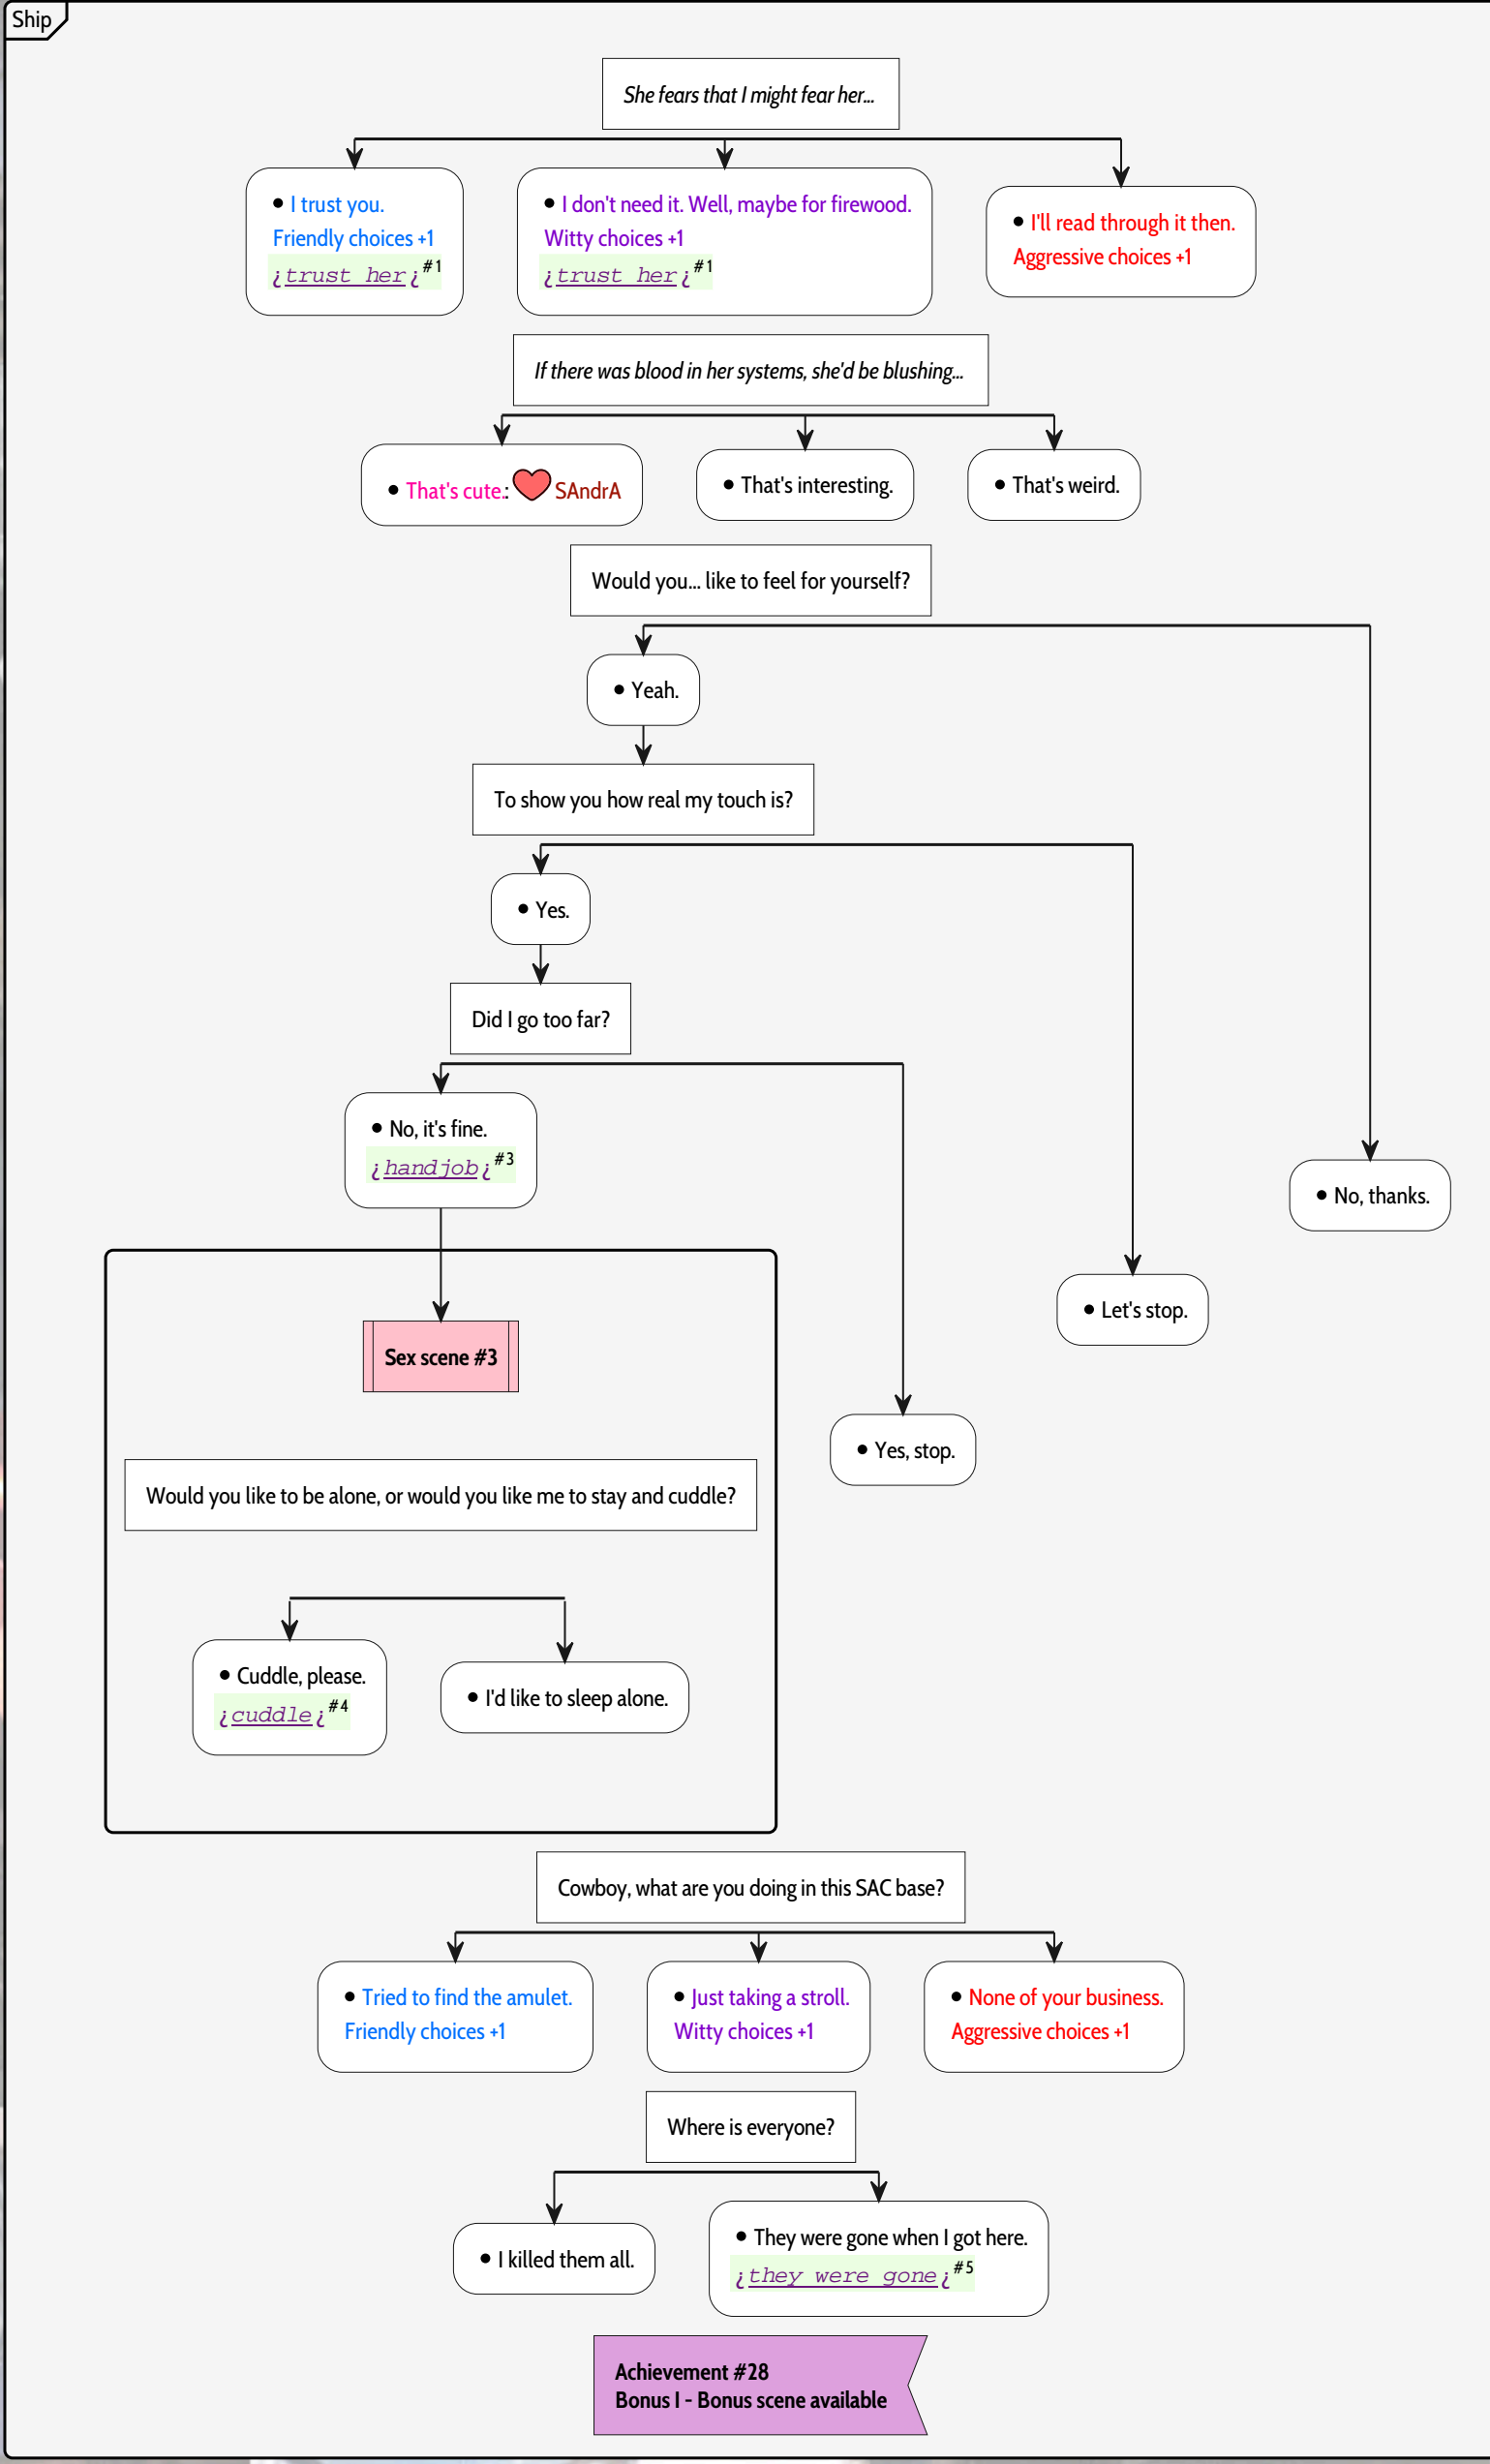 Ship
She fears that I might fear her...
• I trust you.
Friendly choices +1
¿trust her¿#1
• I don't need it. Well, maybe for firewood.
Witty choices +1
¿trust her¿#1
• I'll read through it then.
Aggressive choices +1
If there was blood in her systems, she'd be blushing...
• That's cute.: SAndrA
• That's interesting.
• That's weird.
Would you... like to feel for yourself?
• Yeah.
To show you how real my touch is?
• Yes.
Did I go too far?
• No, it's fine.
¿handjob¿#3
• No, thanks.
• Let's stop.
Sex scene #3
• Yes, stop.
Would you like to be alone, or would you like me to stay and cuddle?
• Cuddle, please.
¿cuddle¿#4
• I'd like to sleep alone.
Cowboy, what are you doing in this SAC base?
• Tried to find the amulet.
Friendly choices +1
• Just taking a stroll.
Witty choices +1
• None of your business.
Aggressive choices +1
Where is everyone?
• I killed them all.
• They were gone when I got here.
¿they were gone¿#5
Achievement #28
Bonus I - Bonus scene available